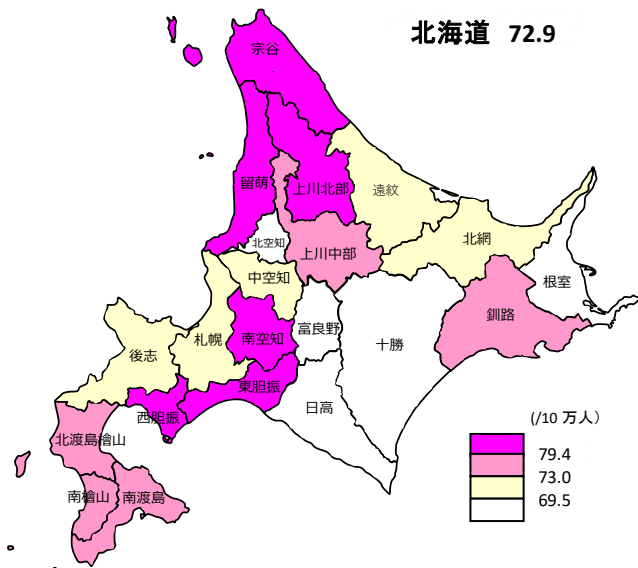 北海道 72.9
宗谷
留萌
上川北部
遠紋
北空知
上川中部
北網
中空知
根室
札幌
南空知
富良野
十勝
釧路
後志
東胆振
西胆振
日高
北渡島檜山
南檜山
南渡島
(/10 万人)
79.4
73.0
69.5